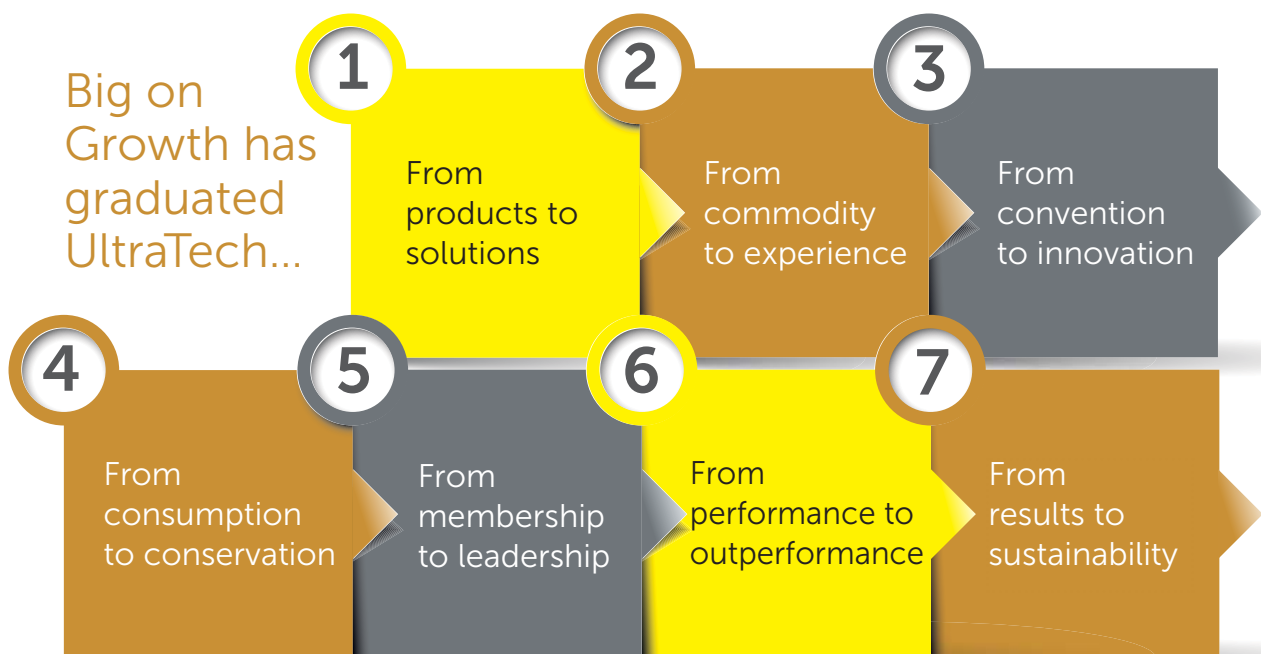 Big on
Growth has
graduated
UltraTech...
1
From
products to
solutions
2
From
commodity
to experience
3
From
convention
to innovation
4
From
consumption
to conservation
5
From
membership
to leadership
6
From
performance to
outperformance
7
From
results to
sustainability